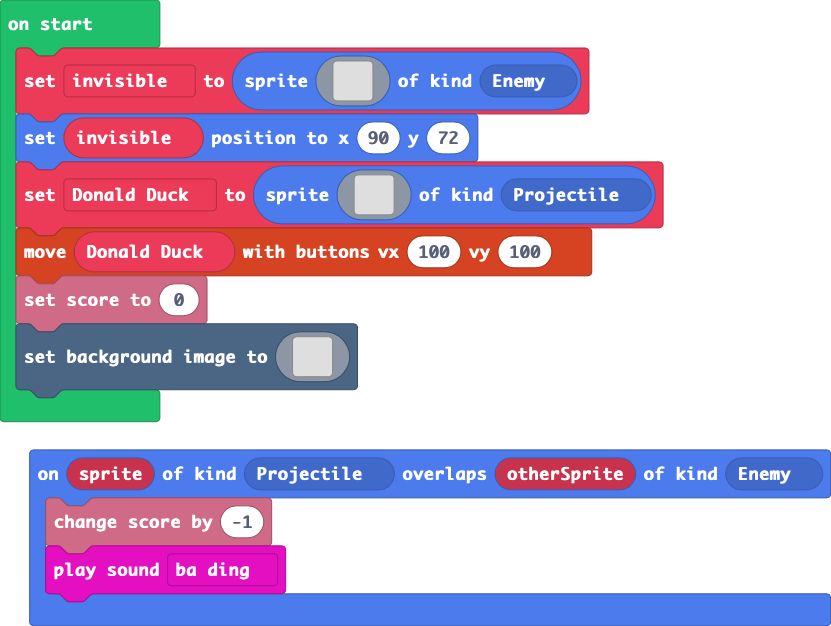 on start
set invisible to sprite of kind Enemy
set invisible position to x 90 y 72
set Donald Duck to sprite of kind Projectile
move Donald Duck with buttons vx 100 vy 100
set score to 0
set background image to
on sprite of kind Projectile overlaps otherSprite of kind Enemy
change score by -1
play sound ba ding